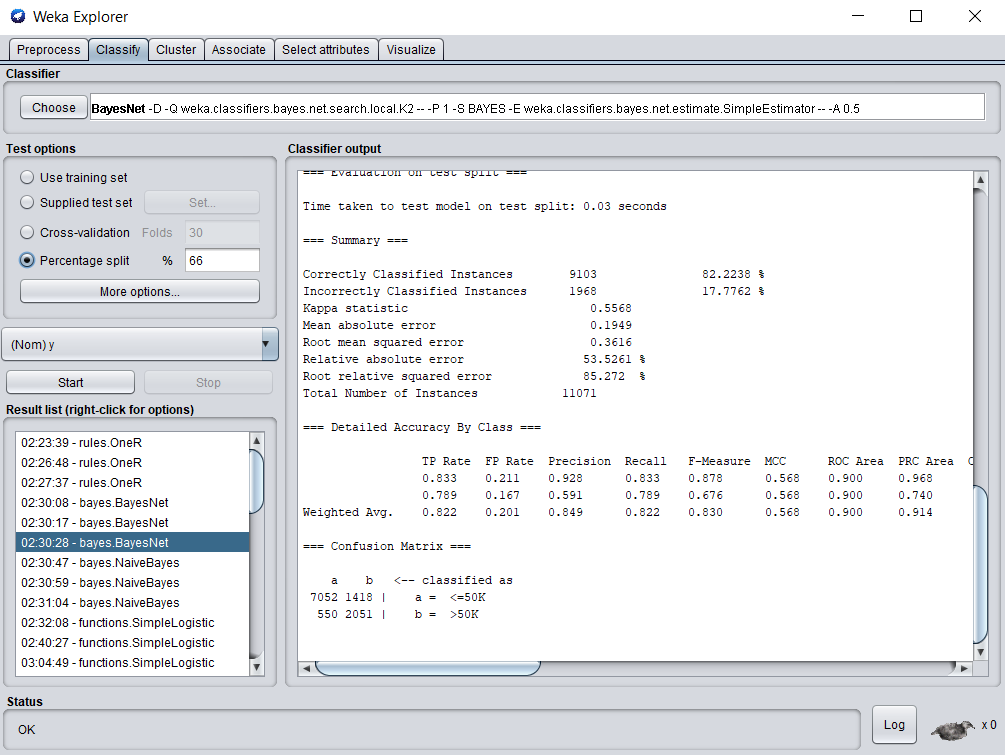 Weka Explorer
Preprocess Classify Cluster Associate Select attributes Visualize
Classifier
Choose BayesNet -D -Q weka.classifiers.bayes.net.search.local.K2 -- -P 1 -S BAYES -E weka.classifiers.bayes.net.estimate.SimpleEstimator -- -A 0.5
Test options
Use training set
Supplied test set Set...
Cross-validation Folds 30
Percentage split % 66
More options...
(Nom) y
Start Stop
Result list (right-click for options)
02:23:39 - rules.OneR
02:26:48 - rules.OneR
02:27:37 - rules.OneR
02:30:08 - bayes.BayesNet
02:30:17 - bayes.BayesNet
02:30:28 - bayes.BayesNet
02:30:47 - bayes.NaiveBayes
02:30:59 - bayes.NaiveBayes
02:31:04 - bayes.NaiveBayes
02:32:08 - functions.SimpleLogistic
02:40:27 - functions.SimpleLogistic
03:04:49 - functions.SimpleLogistic
Classifier output
=== Evaluation on test split ===
Time taken to test model on test split: 0.03 seconds
=== Summary ===
Correctly Classified Instances 9103 82.2238 %
Incorrectly Classified Instances 1968 17.7762 %
Kappa statistic 0.5568
Mean absolute error 0.1949
Root mean squared error 0.3616
Relative absolute error 53.5261 %
Root relative squared error 85.272 %
Total Number of Instances 11071
=== Detailed Accuracy By Class ===
TP Rate FP Rate Precision Recall F-Measure MCC ROC Area PRC Area
0.833 0.211 0.928 0.833 0.878 0.568 0.900 0.968
0.789 0.167 0.591 0.789 0.676 0.568 0.900 0.740
Weighted Avg. 0.822 0.201 0.849 0.822 0.830 0.568 0.900 0.914
=== Confusion Matrix ===
a b <-- classified as
7052 1418 | a = <=50K
550 2051 | b = >50K
Status
OK
Log x 0